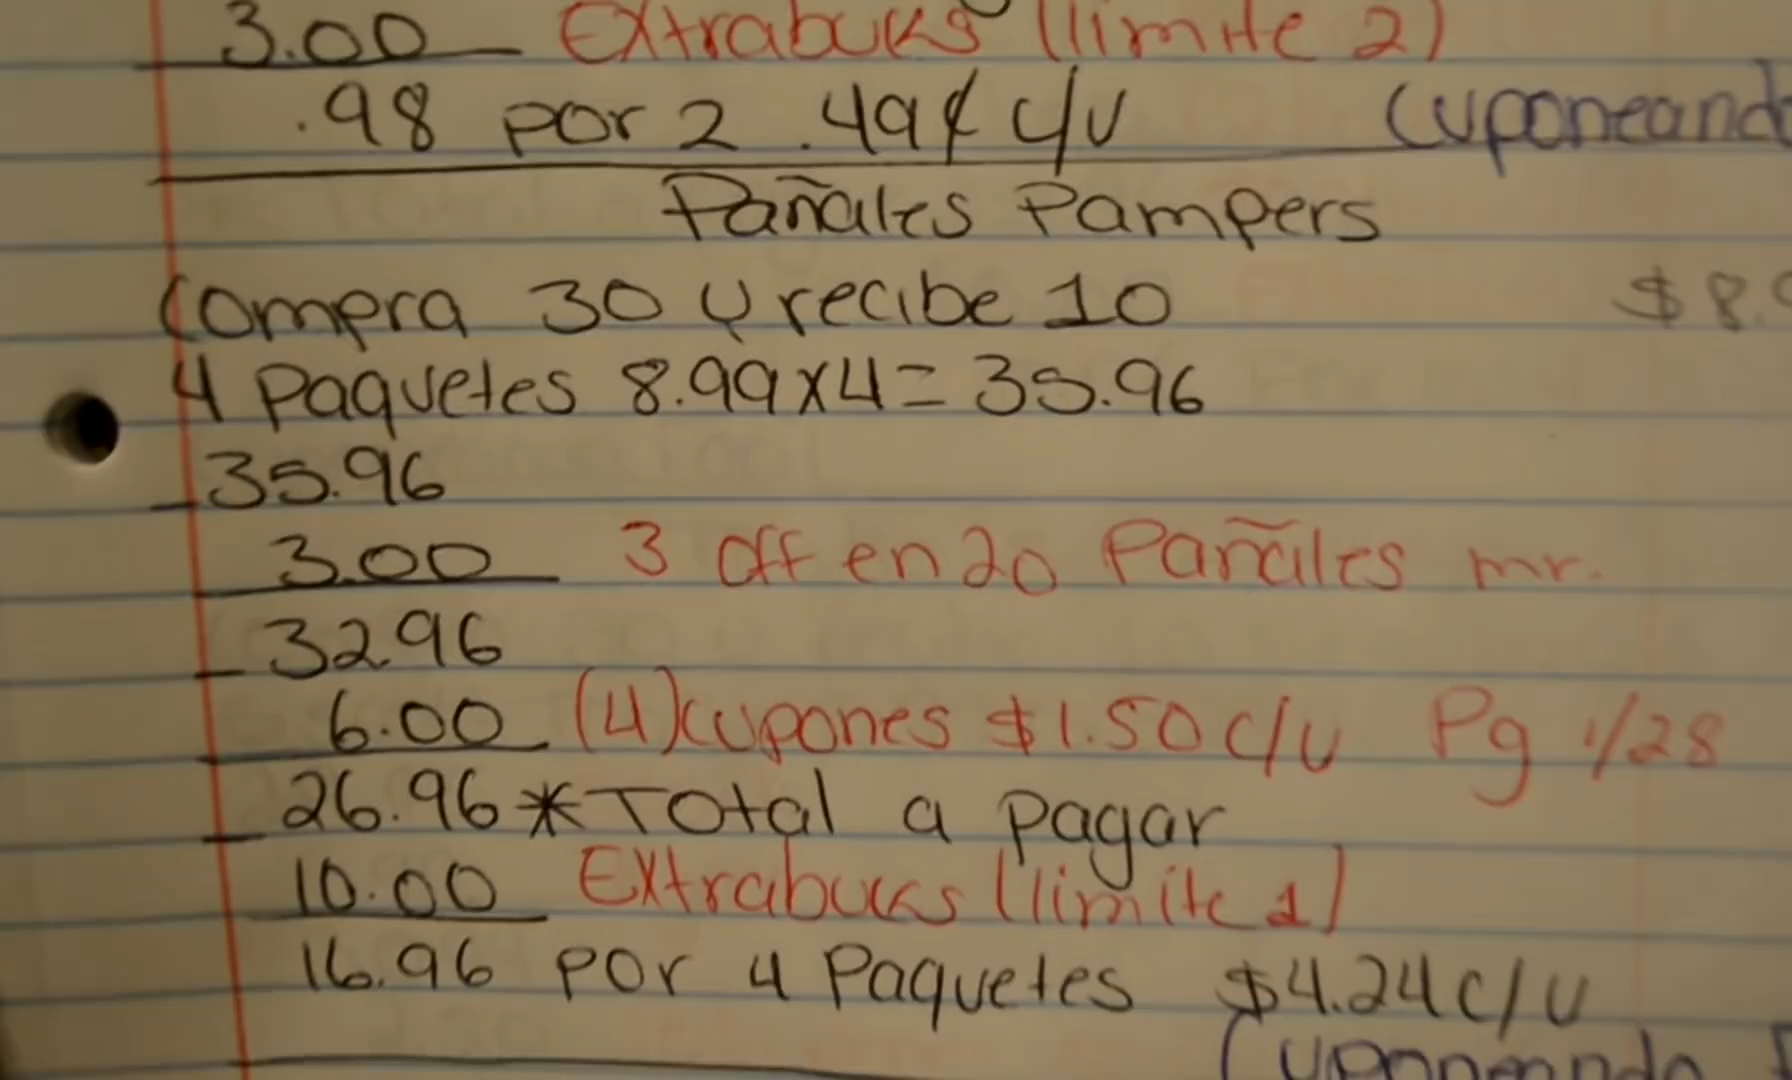 3.00 Extrabucks (limite 2)
.98 por 2 .49¢ c/u
Pañales Pampers
Compra 30 y recibe 10
4 Paquetes 8.99x4=35.96
35.96
3.00 3 off en 20 Pañales mr.
32.96
6.00 (4) cupones $1.50 c/u Pg 1/28
26.96 * Total a pagar
10.00 Extrabucks (limite 1)
16.96 por 4 Paquetes $4.24 c/u